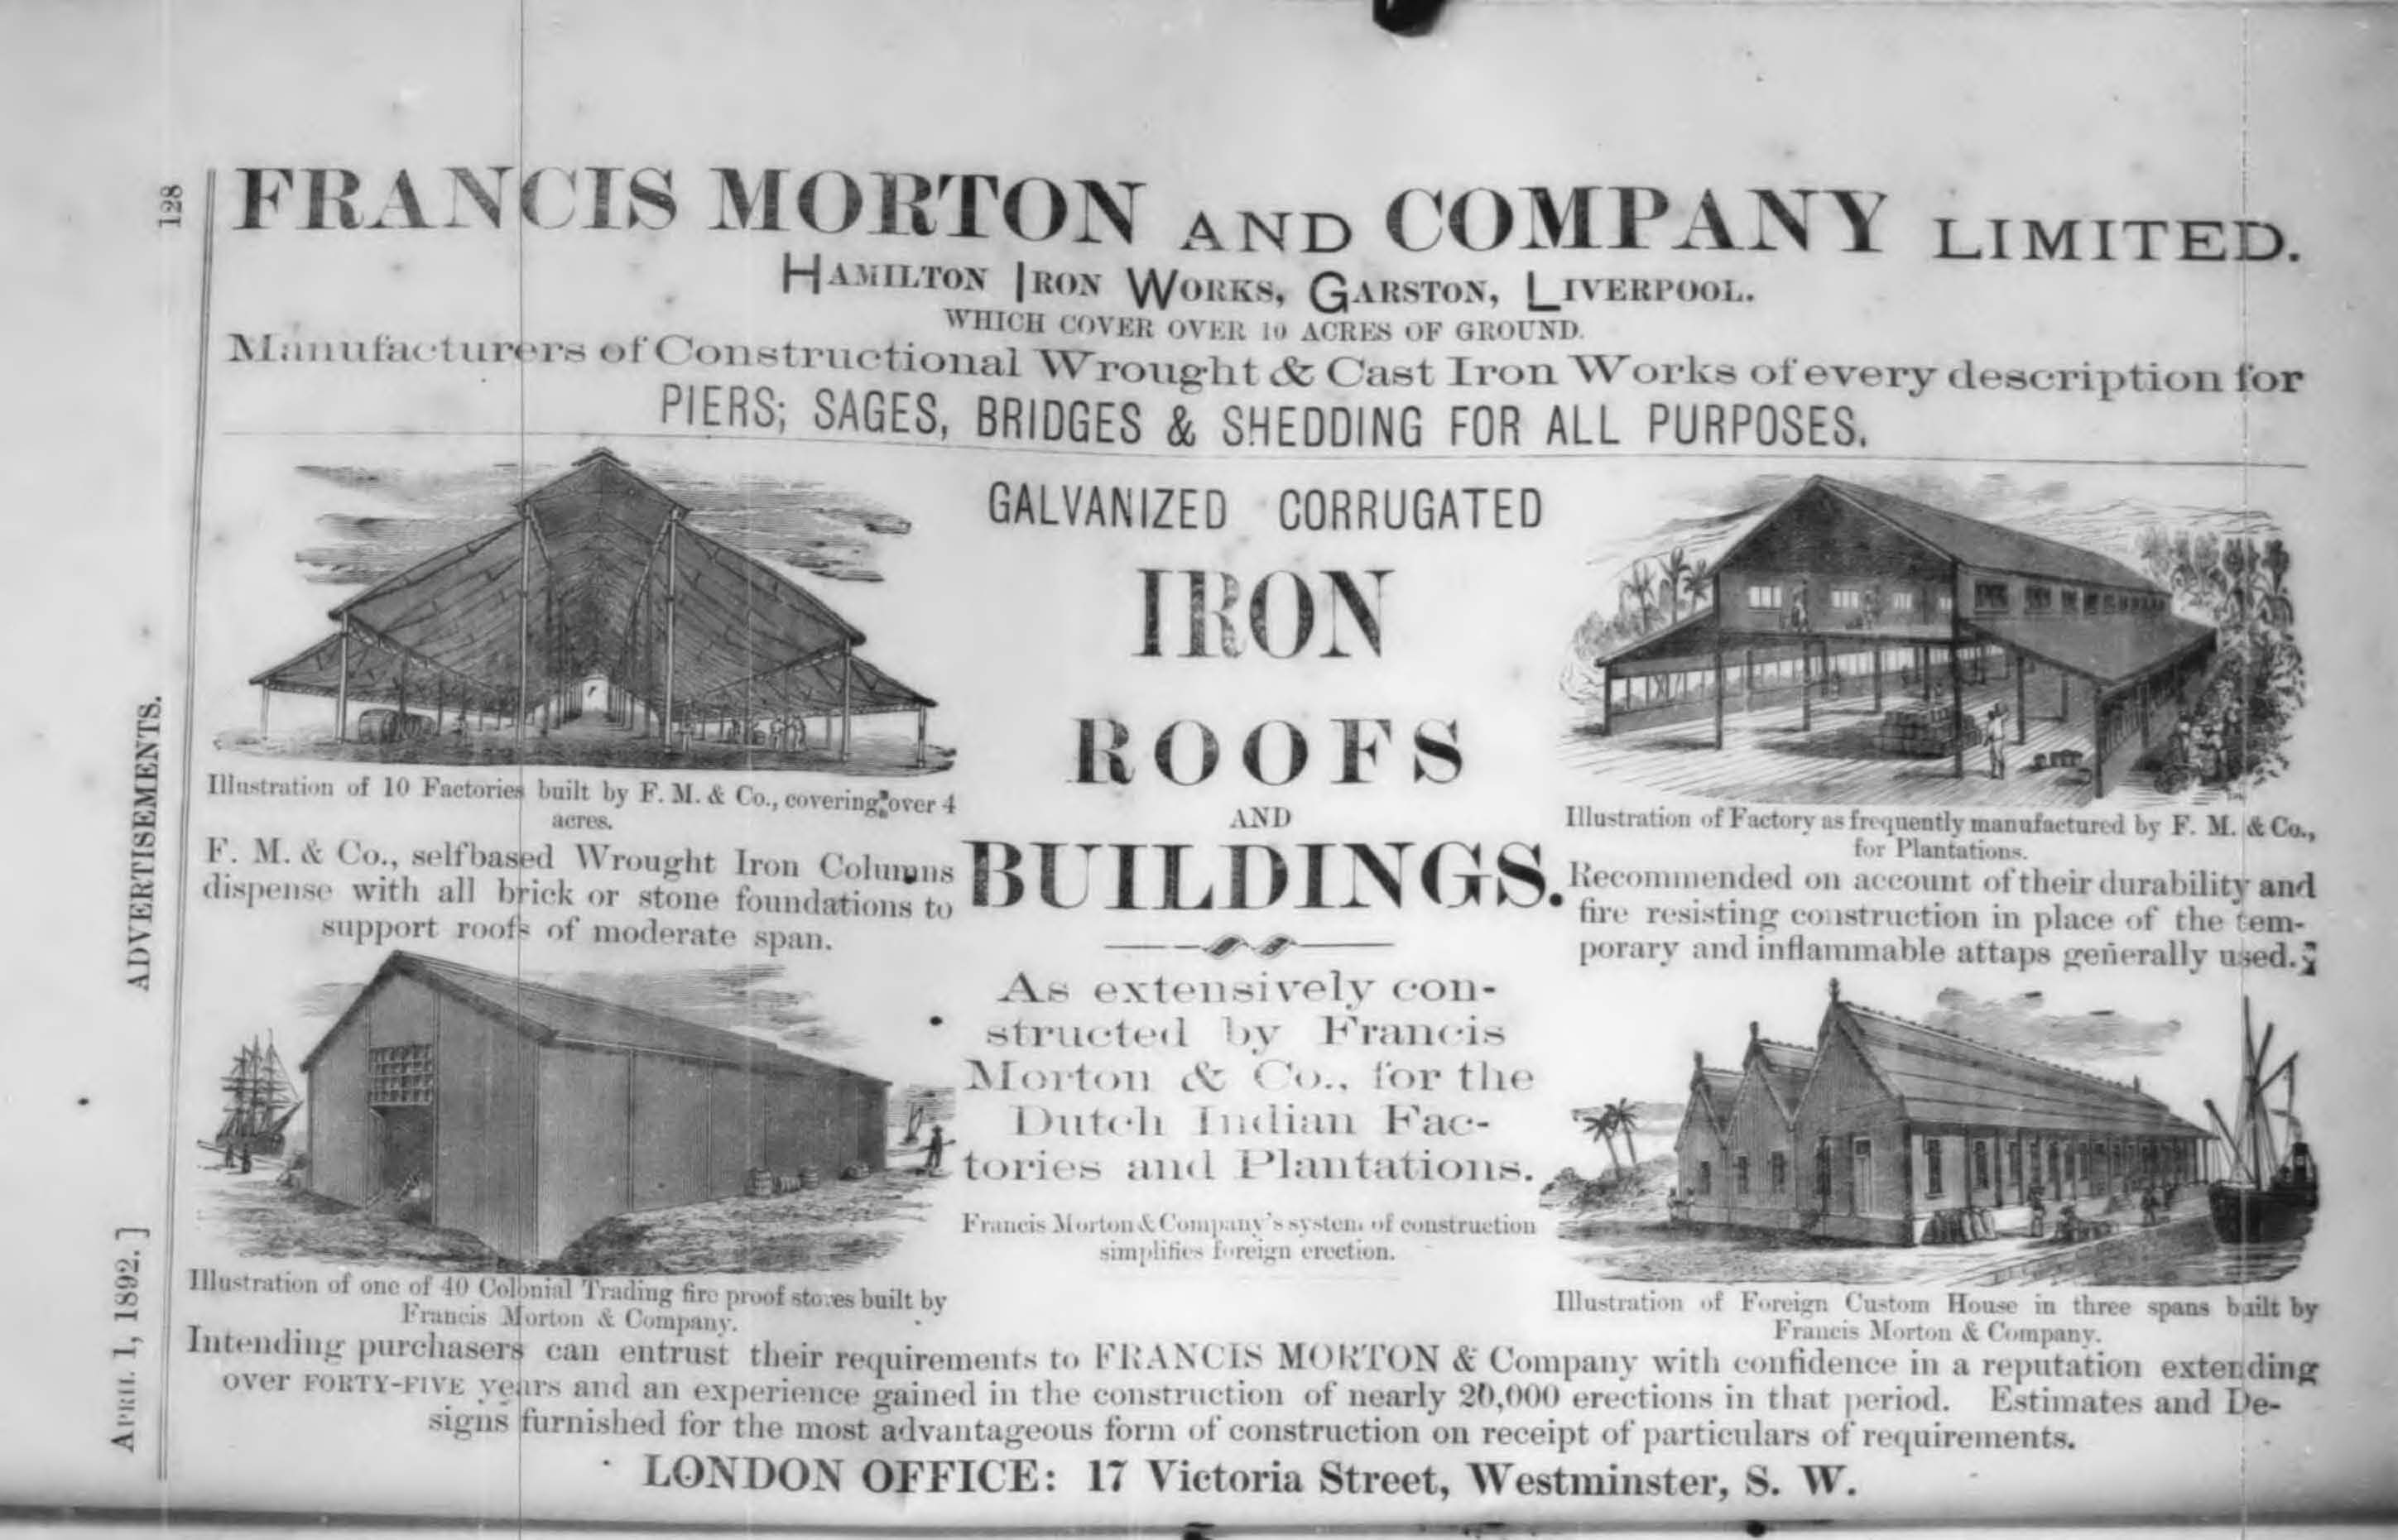 128
ADVERTISEMENTS.
APRIL 1, 1892. ]
FRANCIS MORTON AND COMPANY LIMITED.
HAMILTON IRON WORKS, GARSTON, LIVERPOOL.
WHICH COVER OVER 10 ACRES OF GROUND.
Manufacturers of Constructional Wrought & Cast Iron Works of every description for
PIERS; SAGES, BRIDGES & SHEDDING FOR ALL PURPOSES.
GALVANIZED CORRUGATED
IRON
ROOFS
AND
BUILDINGS.
As extensively con-
structed by Francis
Morton & Co., for the
Dutch Indian Fac-
tories and Plantations.
Francis Morton & Company's system of construction
simplifies foreign erection.
Illustration of 10 Factories built by F. M. & Co., covering over 4
acres.
F. M. & Co., selfbased Wrought Iron Columns
dispense with all brick or stone foundations to
support roofs of moderate span.
Illustration of one of 40 Colonial Trading fire proof stores built by
Francis Morton & Company.
Illustration of Factory as frequently manufactured by F. M. & Co.,
for Plantations.
Recommended on account of their durability and
fire resisting construction in place of the tem-
porary and inflammable attaps generally used.
Illustration of Foreign Custom House in three spans built by
Francis Morton & Company.
Intending purchasers can entrust their requirements to FRANCIS MORTON & Company with confidence in a reputation extending
over FORTY-FIVE years and an experience gained in the construction of nearly 20,000 erections in that period. Estimates and De-
signs furnished for the most advantageous form of construction on receipt of particulars of requirements.
LONDON OFFICE: 17 Victoria Street, Westminster, S. W.